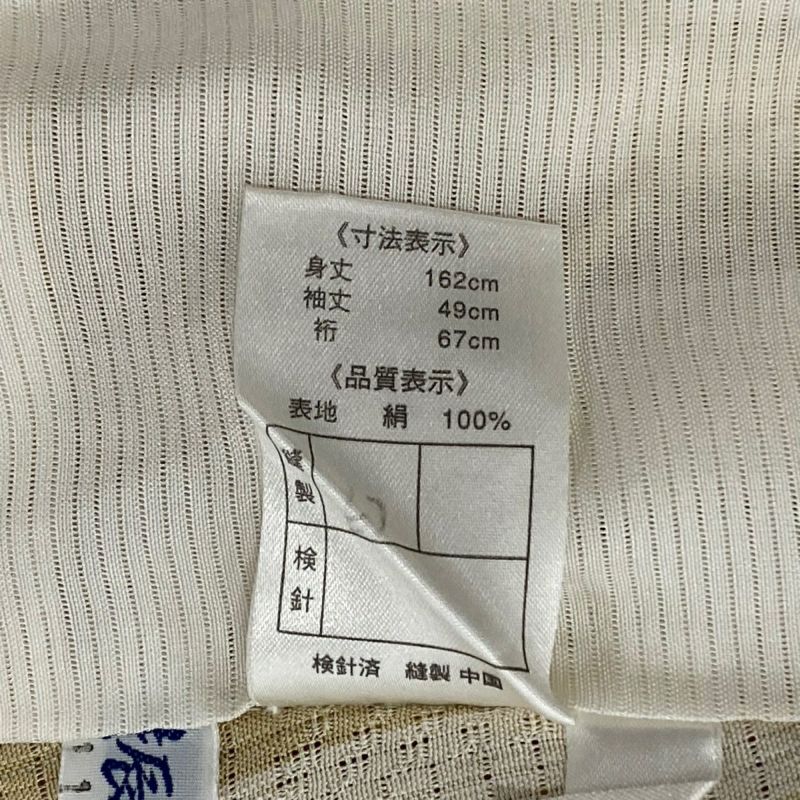 《寸法表示》
身丈 162cm
袖丈 49cm
裄 67cm
《品質表示》
表地 絹 100%
縫製
検針
検針済 縫製 中国